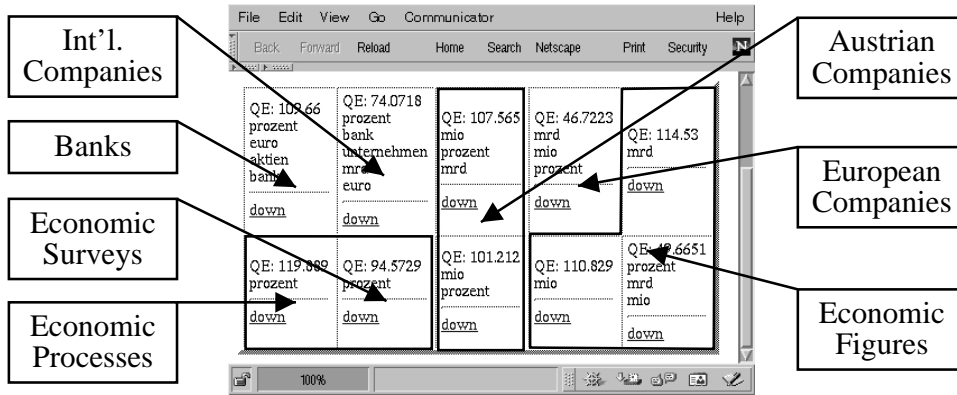 Int'l.
Companies
Banks
Economic
Surveys
Economic
Processes
File Edit View Go Communicator Help
Back Forward Reload Home Search Netscape Print Security N
QE: 109.66
prozent
euro
aktien
bank
down
QE: 74.0718
prozent
bank
unternehmen
mrd
euro
down
QE: 107.565
mio
prozent
mrd
down
QE: 46.7223
mrd
mio
prozent
down
QE: 114.53
mrd
down
QE: 119.889
prozent
down
QE: 94.5729
prozent
down
QE: 101.212
mio
prozent
down
QE: 110.829
mio
down
QE: 49.6651
prozent
mrd
mio
down
100%
Austrian
Companies
European
Companies
Economic
Figures